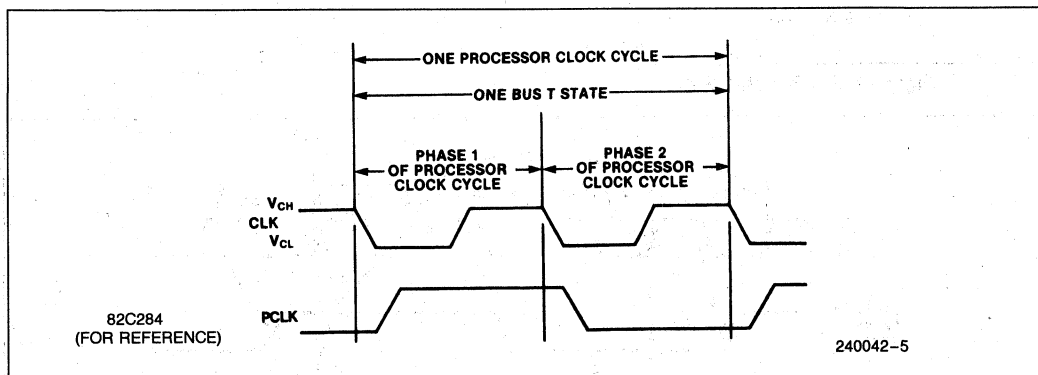 ONE PROCESSOR CLOCK CYCLE
ONE BUS T STATE
PHASE 1
OF PROCESSOR
CLOCK CYCLE
PHASE 2
OF PROCESSOR
CLOCK CYCLE
VCH
CLK
VCL
PCLK
82C284
(FOR REFERENCE)
240042-5